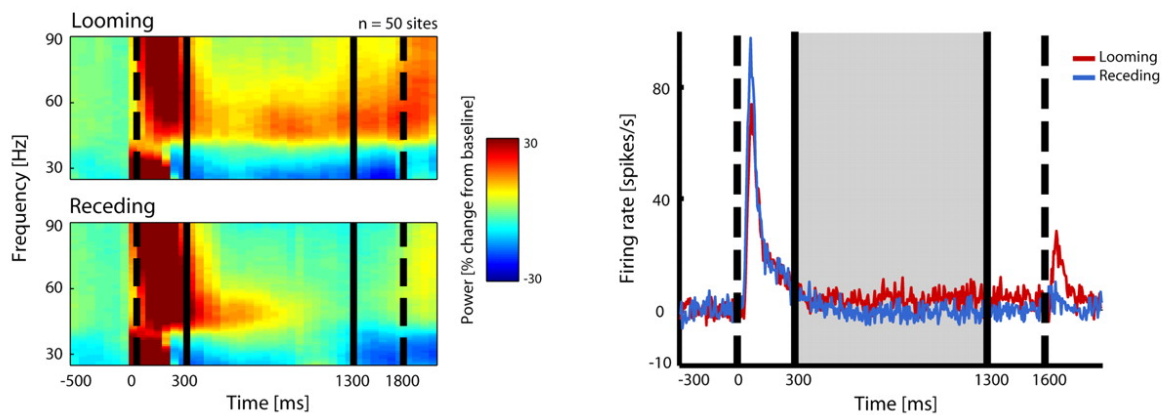 Looming
n = 50 sites
90
60
30
Frequency [Hz]
Receding
90
60
30
-500 0 300 1300 1800
Time [ms]
Power [% change from baseline]
30
-30
Firing rate [spikes/s]
80
40
0
-10
-300 0 300 1300 1600
Time [ms]
Looming
Receding